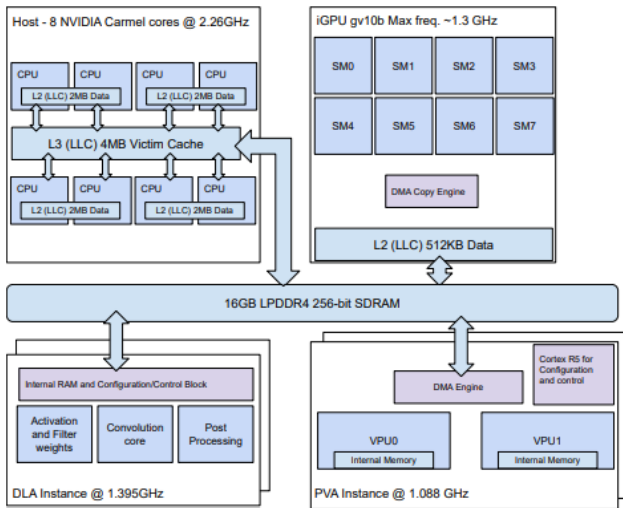 Host - 8 NVIDIA Carmel cores @ 2.26GHz
CPU
CPU
CPU
CPU
L2 (LLC) 2MB Data
L2 (LLC) 2MB Data
L3 (LLC) 4MB Victim Cache
CPU
CPU
CPU
CPU
L2 (LLC) 2MB Data
L2 (LLC) 2MB Data
iGPU gv10b Max freq. ~1.3 GHz
SM0
SM1
SM2
SM3
SM4
SM5
SM6
SM7
DMA Copy Engine
L2 (LLC) 512KB Data
16GB LPDDR4 256-bit SDRAM
Internal RAM and Configuration/Control Block
Activation
and Filter
weights
Convolution
core
Post
Processing
DLA Instance @ 1.395GHz
DMA Engine
Cortex R5 for
Configuration
and control
VPU0
Internal Memory
VPU1
Internal Memory
PVA Instance @ 1.088 GHz